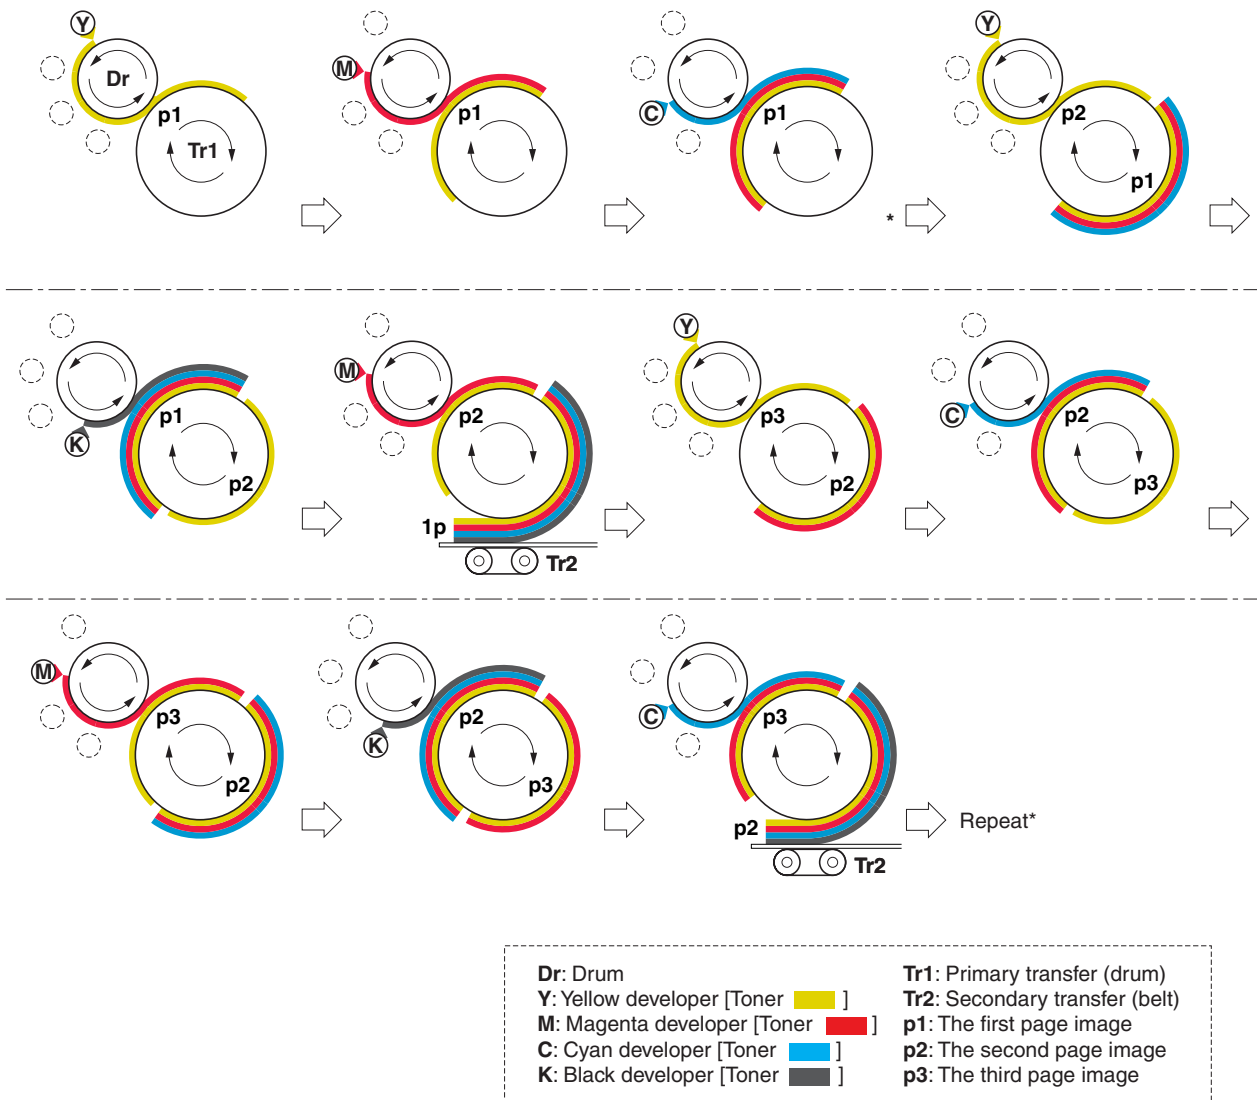 Y
Dr
p1
Tr1
M
p1
C
p1
*
Y
p2
p1
K
p1
p2
M
p2
1p
Tr2
Y
p3
p2
C
p2
p3
M
p3
p2
K
p2
p3
C
p3
p2
Tr2
Repeat*
Dr: Drum
Y: Yellow developer [Toner ]
M: Magenta developer [Toner ]
C: Cyan developer [Toner ]
K: Black developer [Toner ]
Tr1: Primary transfer (drum)
Tr2: Secondary transfer (belt)
p1: The first page image
p2: The second page image
p3: The third page image